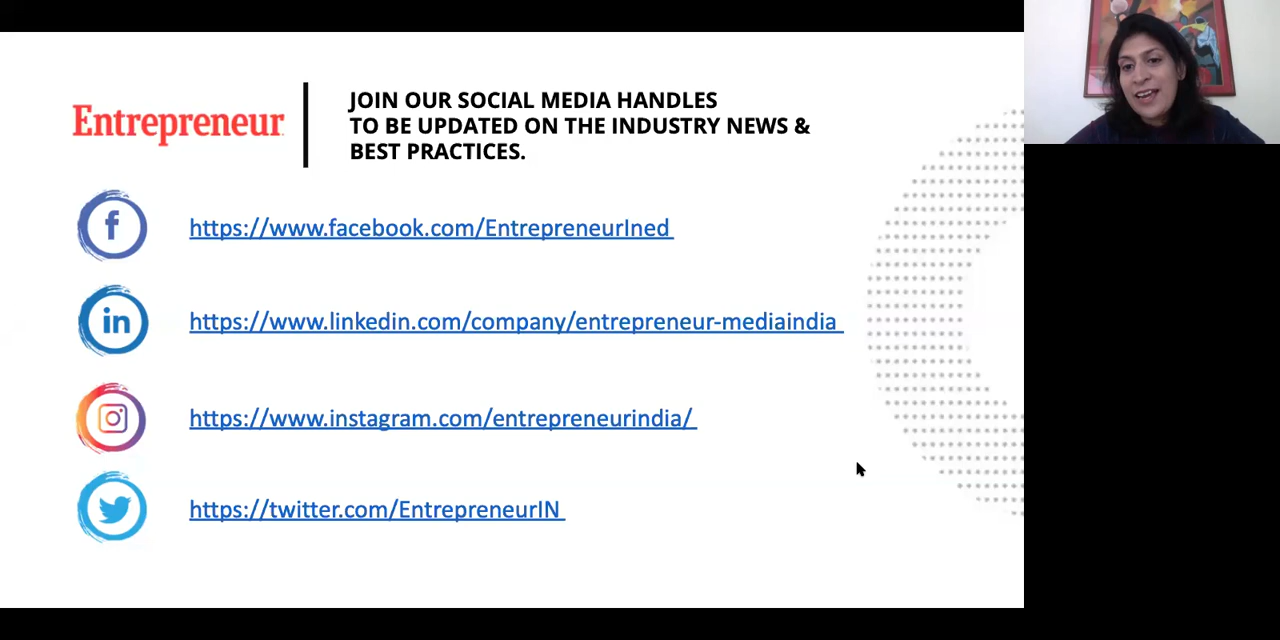 Entrepreneur
JOIN OUR SOCIAL MEDIA HANDLES
TO BE UPDATED ON THE INDUSTRY NEWS &
BEST PRACTICES.
f
https://www.facebook.com/EntrepreneurIned
in
https://www.linkedin.com/company/entrepreneur-mediaindia
https://www.instagram.com/entrepreneurindia/
https://twitter.com/EntrepreneurIN